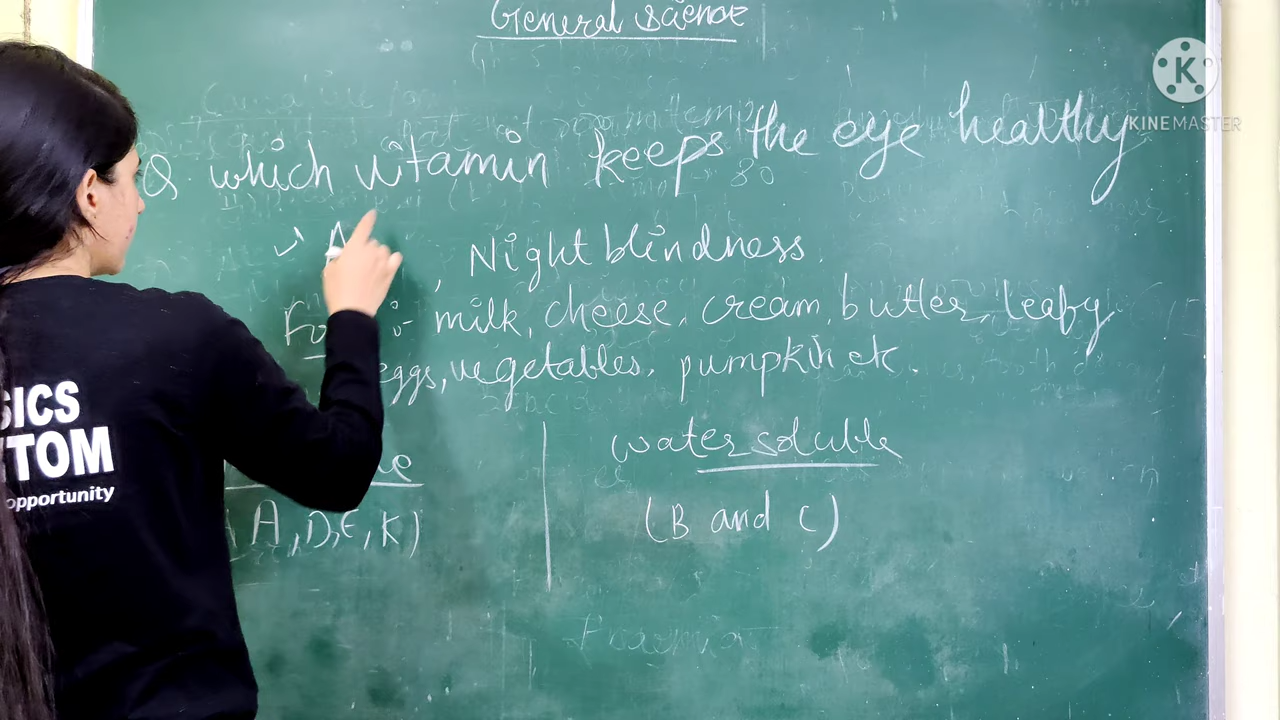 General Science
Q which vitamin keeps the eye healthy
A , Night blindness.
milk, cheese, cream, butter, leafy
eggs, vegetables, pumpkin etc.
water soluble
(A, D, E, K)
(B and C)
SICS
TOM
opportunity
K
KINEMASTER